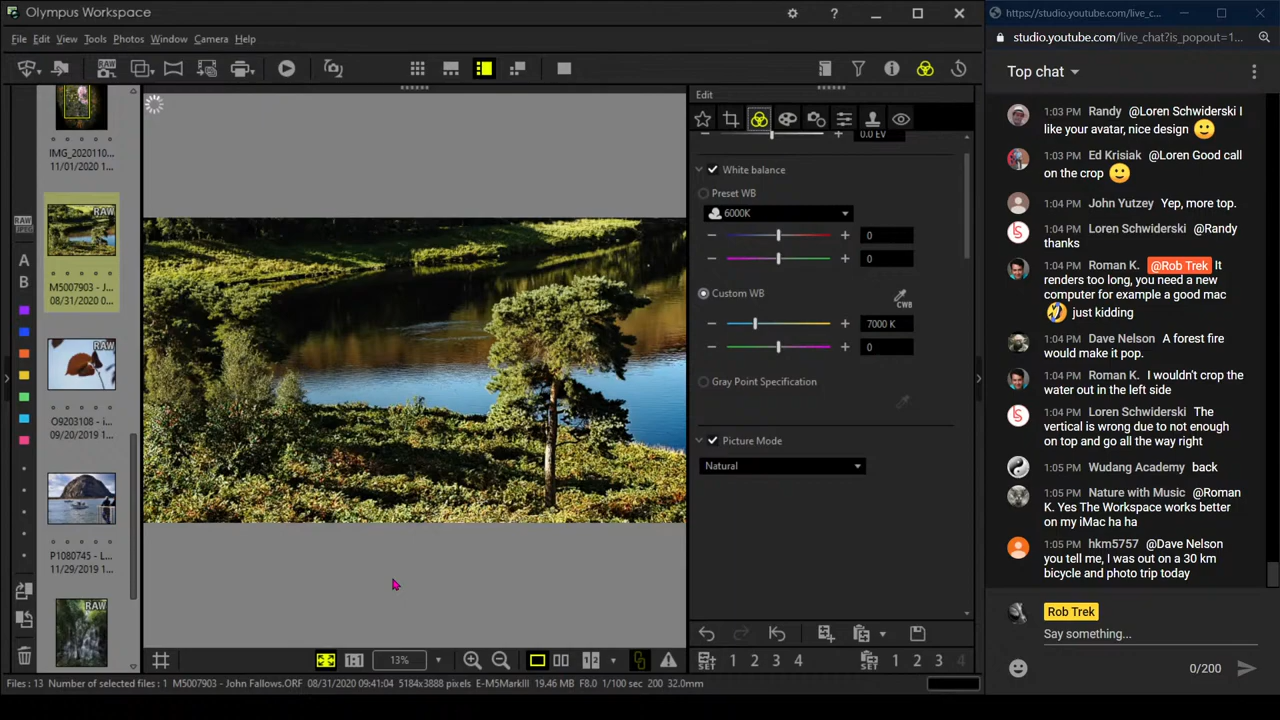 Olympus Workspace
File Edit View Tools Photos Window Camera Help
RAW
IMG_2020110...
11/01/2020 1...
RAW
M5007903 - J...
08/31/2020 0...
RAW
O9203108 - i...
09/20/2019 1...
P1080745 - L...
11/29/2019 1...
RAW
RAW
JPEG
A
B
Edit
0.0 EV
White balance
Preset WB
6000K
0
0
Custom WB
CWB
7000 K
0
Gray Point Specification
Picture Mode
Natural
1:1 13% 1 2
SET 1 2 3 4 SET 1 2 3 4
Files : 13 Number of selected files : 1 M5007903 - John Fallows.ORF 08/31/2020 09:41:04 5184x3888 pixels E-M5MarkIII 19.46 MB F8.0 1/100 sec 200 32.0mm
https://studio.youtube.com/live_c...
studio.youtube.com/live_chat?is_popout=1...
Top chat
1:03 PM Randy @Loren Schwiderski I
like your avatar, nice design 🙂
1:03 PM Ed Krisiak @Loren Good call
on the crop 🙂
1:04 PM John Yutzey Yep, more top.
1:04 PM Loren Schwiderski @Randy
thanks
1:04 PM Roman K. @Rob Trek It
renders too long, you need a new
computer for example a good mac
🤣 just kidding
1:04 PM Dave Nelson A forest fire
would make it pop.
1:04 PM Roman K. I wouldn't crop the
water out in the left side
1:04 PM Loren Schwiderski The
vertical is wrong due to not enough
on top and go all the way right
1:05 PM Wudang Academy back
1:05 PM Nature with Music @Roman
K. Yes The Workspace works better
on my iMac ha ha
1:05 PM hkm5757 @Dave Nelson
you tell me, I was out on a 30 km
bicycle and photo trip today
Rob Trek
Say something...
0/200